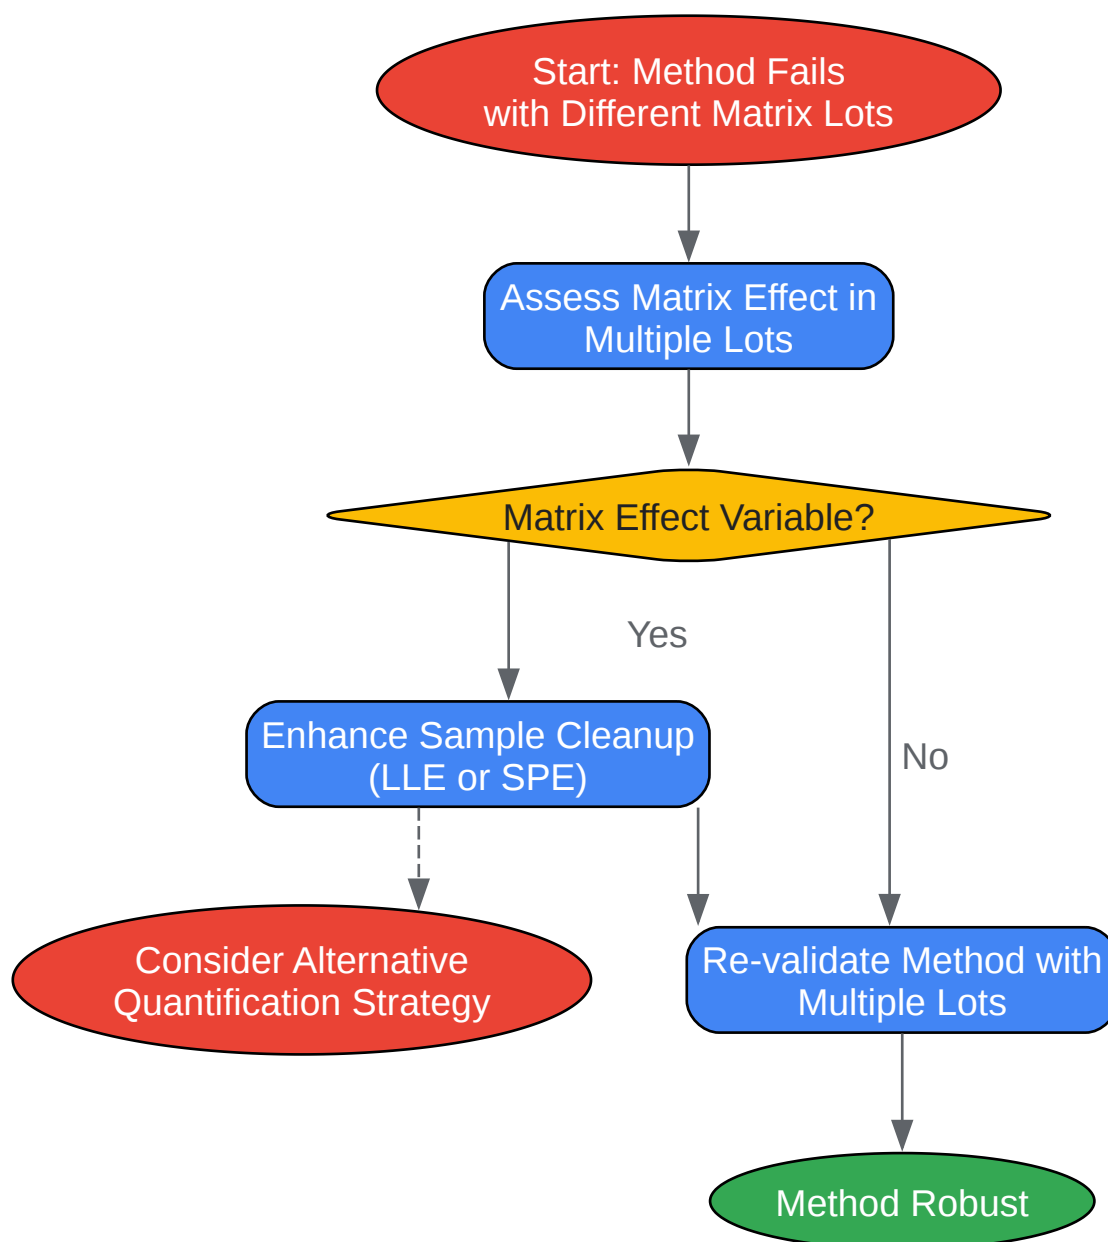 Start: Method Fails
with Different Matrix Lots
Assess Matrix Effect in
Multiple Lots
Matrix Effect Variable?
Yes
Enhance Sample Cleanup
(LLE or SPE)
No
Consider Alternative
Quantification Strategy
Re-validate Method with
Multiple Lots
Method Robust